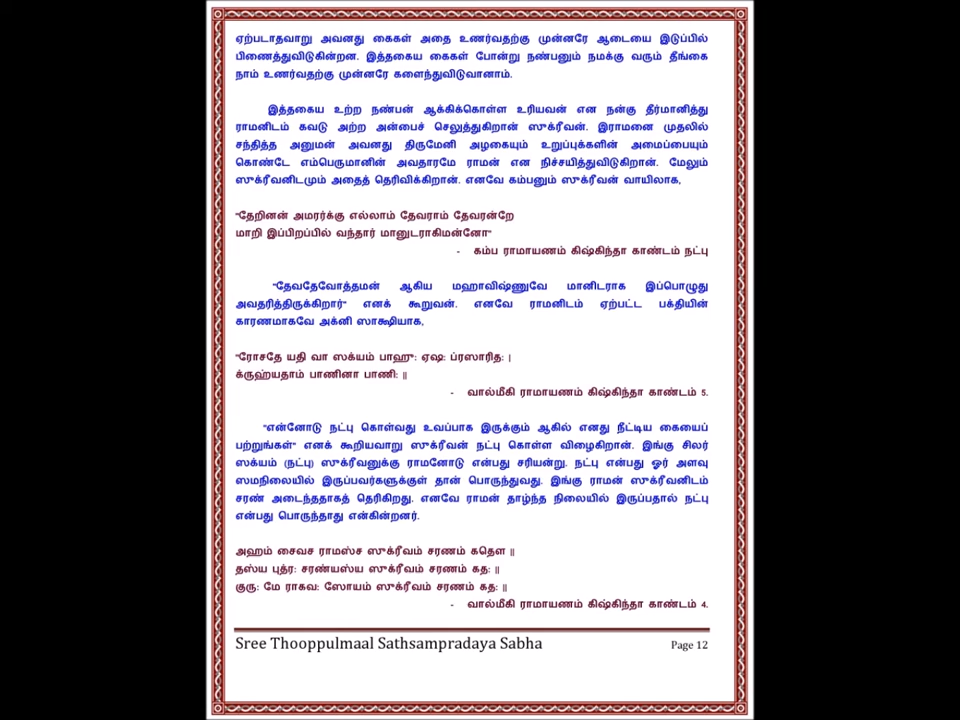 ஏற்படாதவாறு அவனது கைகள் அதை உணர்வதற்கு முன்னரே ஆடையை இடுப்பில்
பிணைத்துவிடுகின்றன. இத்தகைய கைகள் போன்று நண்பனும் நமக்கு வரும் தீங்கை
நாம் உணர்வதற்கு முன்னரே களைந்துவிடுவானாம்.
இத்தகைய உற்ற நண்பன் ஆக்கிக்கொள்ள உரியவன் என நன்கு தீர்மானித்து
ராமனிடம் கவடு அற்ற அன்பைச் செலுத்துகிறான் ஸுக்ரீவன். இராமனை முதலில்
சந்தித்த அனுமன் அவனது திருமேனி அழகையும் உறுப்புக்களின் அமைப்பையும்
கொண்டே எம்பெருமானின் அவதாரமே ராமன் என நிச்சயித்துவிடுகிறான். மேலும்
ஸுக்ரீவனிடமும் அதைத் தெரிவிக்கிறான். எனவே கம்பனும் ஸுக்ரீவன் வாயிலாக,
"தேறினன் அமரர்க்கு எல்லாம் தேவராம் தேவரன்றே
மாறி இப்பிறப்பில் வந்தார் மானுடராகிமன்னோ"
- கம்ப ராமாயணம் கிஷ்கிந்தா காண்டம் நட்பு
"தேவதேவோத்தமன் ஆகிய மஹாவிஷ்ணுவே மானிடராக இப்பொழுது
அவதரித்திருக்கிறார்" எனக் கூறுவன். எனவே ராமனிடம் ஏற்பட்ட பக்தியின்
காரணமாகவே அக்னி ஸாக்ஷியாக,
"ரோசதே யதி வா ஸக்யம் பாஹு: ஏஷ: ப்ரஸாரித: |
க்ருஹ்யதாம் பாணினா பாணி: ||
- வால்மீகி ராமாயணம் கிஷ்கிந்தா காண்டம் 5.
"என்னோடு நட்பு கொள்வது உவப்பாக இருக்கும் ஆகில் எனது நீட்டிய கையைப்
பற்றுங்கள்" எனக் கூறியவாறு ஸுக்ரீவன் நட்பு கொள்ள விழைகிறான். இங்கு சிலர்
ஸக்யம் (நட்பு) ஸுக்ரீவனுக்கு ராமனோடு என்பது சரியன்று. நட்பு என்பது ஓர் அளவு
ஸமநிலையில் இருப்பவர்களுக்குள் தான் பொருந்துவது. இங்கு ராமன் ஸுக்ரீவனிடம்
சரண் அடைந்ததாகத் தெரிகிறது. எனவே ராமன் தாழ்ந்த நிலையில் இருப்பதால் நட்பு
என்பது பொருந்தாது என்கின்றனர்.
அஹம் சைவச ராமஸ்ச ஸுக்ரீவம் சரணம் கதௌ ||
தஸ்ய புத்ர: சரண்யஸ்ய ஸுக்ரீவம் சரணம் கத: ||
குரு: மே ராகவ: ஸோயம் ஸுக்ரீவம் சரணம் கத: ||
- வால்மீகி ராமாயணம் கிஷ்கிந்தா காண்டம் 4.
Sree Thooppulmaal Sathsampradaya Sabha Page 12